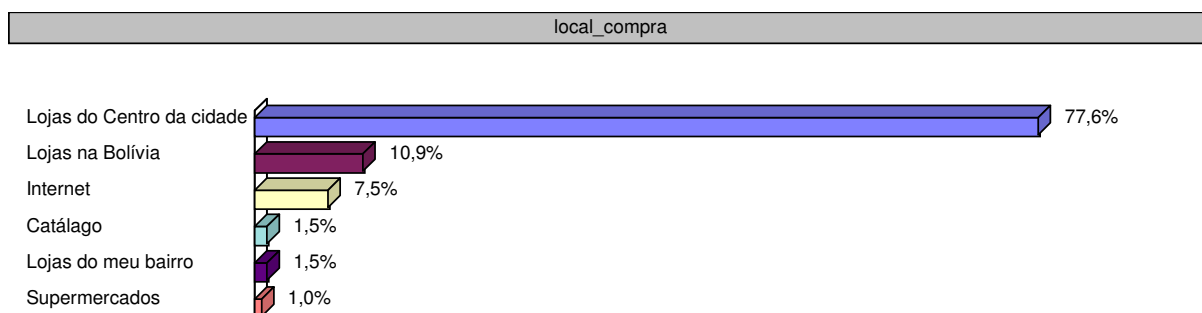 local_compra
Lojas do Centro da cidade 77,6%
Lojas na Bolívia 10,9%
Internet 7,5%
Catálago 1,5%
Lojas do meu bairro 1,5%
Supermercados 1,0%